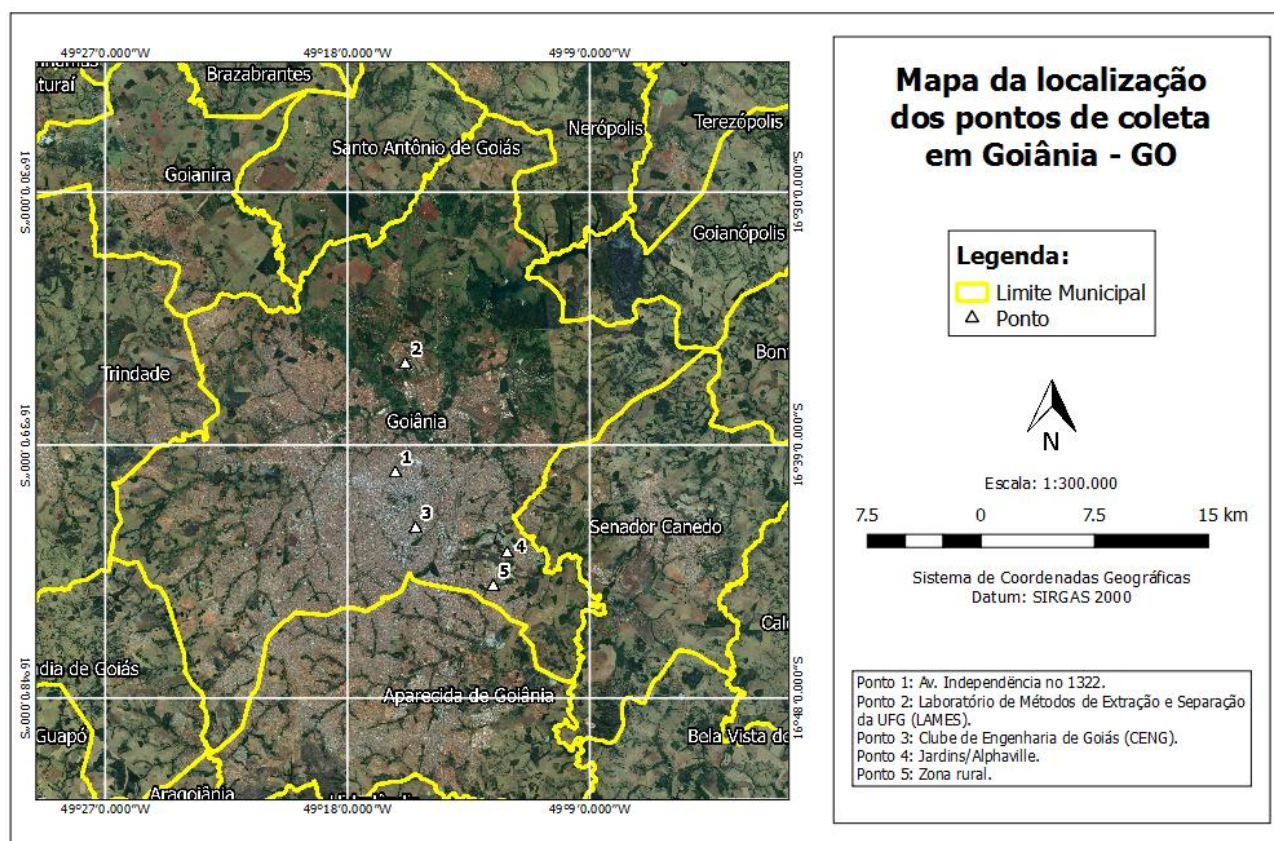 49°27'0.000"W
49°18'0.000"W
49°9'0.000"W
Brazabrantes
turaí
Nerópolis
Terezópolis
Santo Antônio de Goiás
Goianira
16°30'0.000"S
16°30'0.000"S
Goianópolis
2
Trindade
Bon
Goiânia
16°39'0.000"S
16°39'0.000"S
1
3
Senador Canedo
4
5
Cal
dia de Goiás
Aparecida de Goiânia
16°48'0.000"S
16°48'0.000"S
Guapó
Bela Vista de
Aragoiânia
49°27'0.000"W
49°18'0.000"W
49°9'0.000"W
Mapa da localização
dos pontos de coleta
em Goiânia - GO
Legenda:
Limite Municipal
Ponto
N
Escala: 1:300.000
7.5 0 7.5 15 km
Sistema de Coordenadas Geográficas
Datum: SIRGAS 2000
Ponto 1: Av. Independência no 1322.
Ponto 2: Laboratório de Métodos de Extração e Separação
da UFG (LAMES).
Ponto 3: Clube de Engenharia de Goiás (CENG).
Ponto 4: Jardins/Alphaville.
Ponto 5: Zona rural.